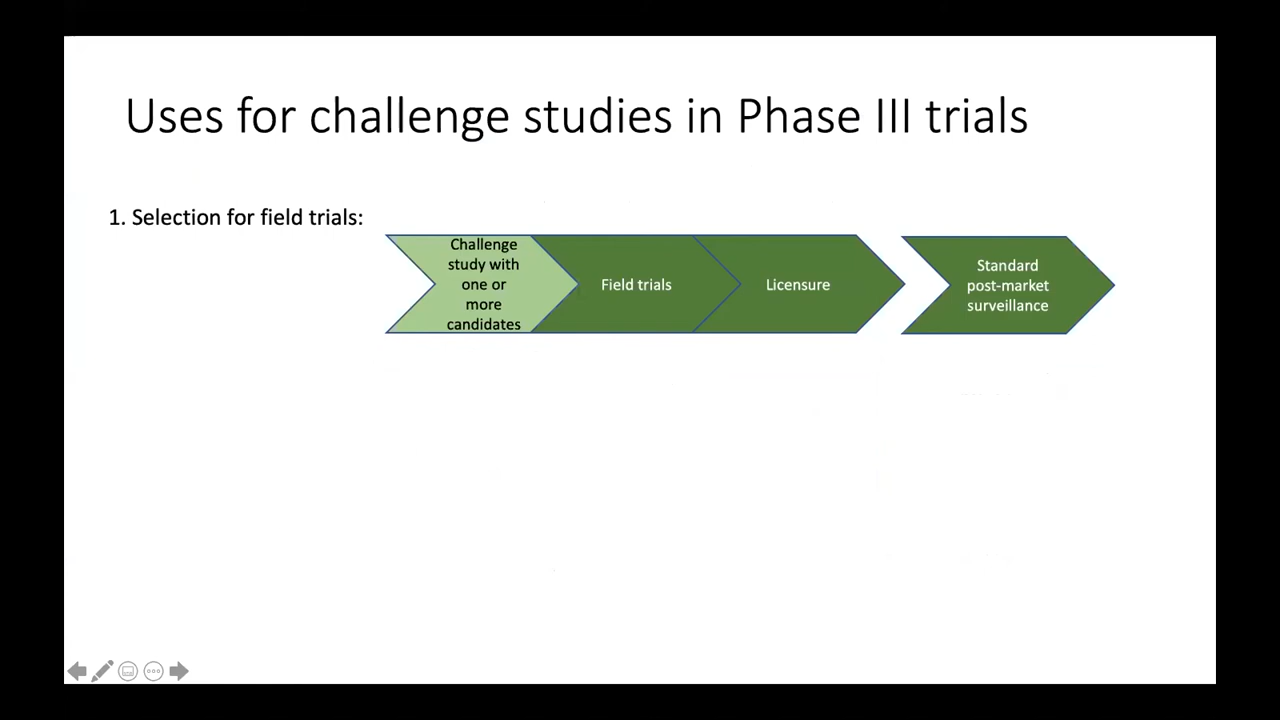 Uses for challenge studies in Phase III trials
1. Selection for field trials:
Challenge
study with
one or
more
candidates
Field trials
Licensure
Standard
post-market
surveillance